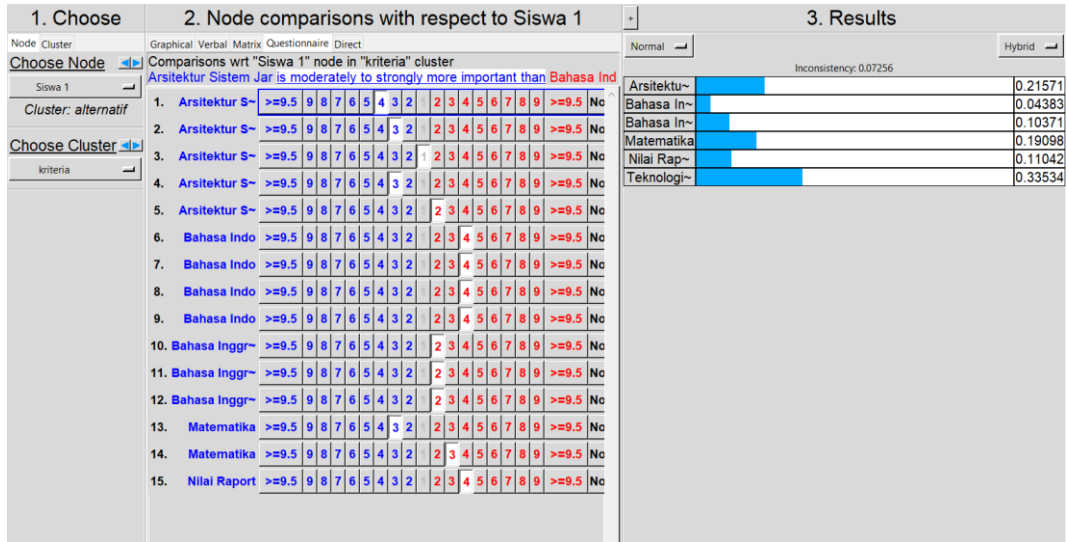 1. Choose
Node Cluster
Choose Node
Siswa 1
Cluster: alternatif
Choose Cluster
kriteria
2. Node comparisons with respect to Siswa 1
Graphical Verbal Matrix Questionnaire Direct
Comparisons wrt "Siswa 1" node in "kriteria" cluster
Arsitektur Sistem Jar is moderately to strongly more important than Bahasa Ind
1. Arsitektur S~ >=9.5 9 8 7 6 5 4 3 2 1 2 3 4 5 6 7 8 9 >=9.5 No
2. Arsitektur S~ >=9.5 9 8 7 6 5 4 3 2 1 2 3 4 5 6 7 8 9 >=9.5 No
3. Arsitektur S~ >=9.5 9 8 7 6 5 4 3 2 1 2 3 4 5 6 7 8 9 >=9.5 No
4. Arsitektur S~ >=9.5 9 8 7 6 5 4 3 2 1 2 3 4 5 6 7 8 9 >=9.5 No
5. Arsitektur S~ >=9.5 9 8 7 6 5 4 3 2 1 2 3 4 5 6 7 8 9 >=9.5 No
6. Bahasa Indo >=9.5 9 8 7 6 5 4 3 2 1 2 3 4 5 6 7 8 9 >=9.5 No
7. Bahasa Indo >=9.5 9 8 7 6 5 4 3 2 1 2 3 4 5 6 7 8 9 >=9.5 No
8. Bahasa Indo >=9.5 9 8 7 6 5 4 3 2 1 2 3 4 5 6 7 8 9 >=9.5 No
9. Bahasa Indo >=9.5 9 8 7 6 5 4 3 2 1 2 3 4 5 6 7 8 9 >=9.5 No
10. Bahasa Inggr~ >=9.5 9 8 7 6 5 4 3 2 1 2 3 4 5 6 7 8 9 >=9.5 No
11. Bahasa Inggr~ >=9.5 9 8 7 6 5 4 3 2 1 2 3 4 5 6 7 8 9 >=9.5 No
12. Bahasa Inggr~ >=9.5 9 8 7 6 5 4 3 2 1 2 3 4 5 6 7 8 9 >=9.5 No
13. Matematika >=9.5 9 8 7 6 5 4 3 2 1 2 3 4 5 6 7 8 9 >=9.5 No
14. Matematika >=9.5 9 8 7 6 5 4 3 2 1 2 3 4 5 6 7 8 9 >=9.5 No
15. Nilai Raport >=9.5 9 8 7 6 5 4 3 2 1 2 3 4 5 6 7 8 9 >=9.5 No
+ 3. Results
Normal Hybrid
Inconsistency: 0.07256
Arsitektu~ 0.21571
Bahasa In~ 0.04383
Bahasa In~ 0.10371
Matematika 0.19098
Nilai Rap~ 0.11042
Teknologi~ 0.33534